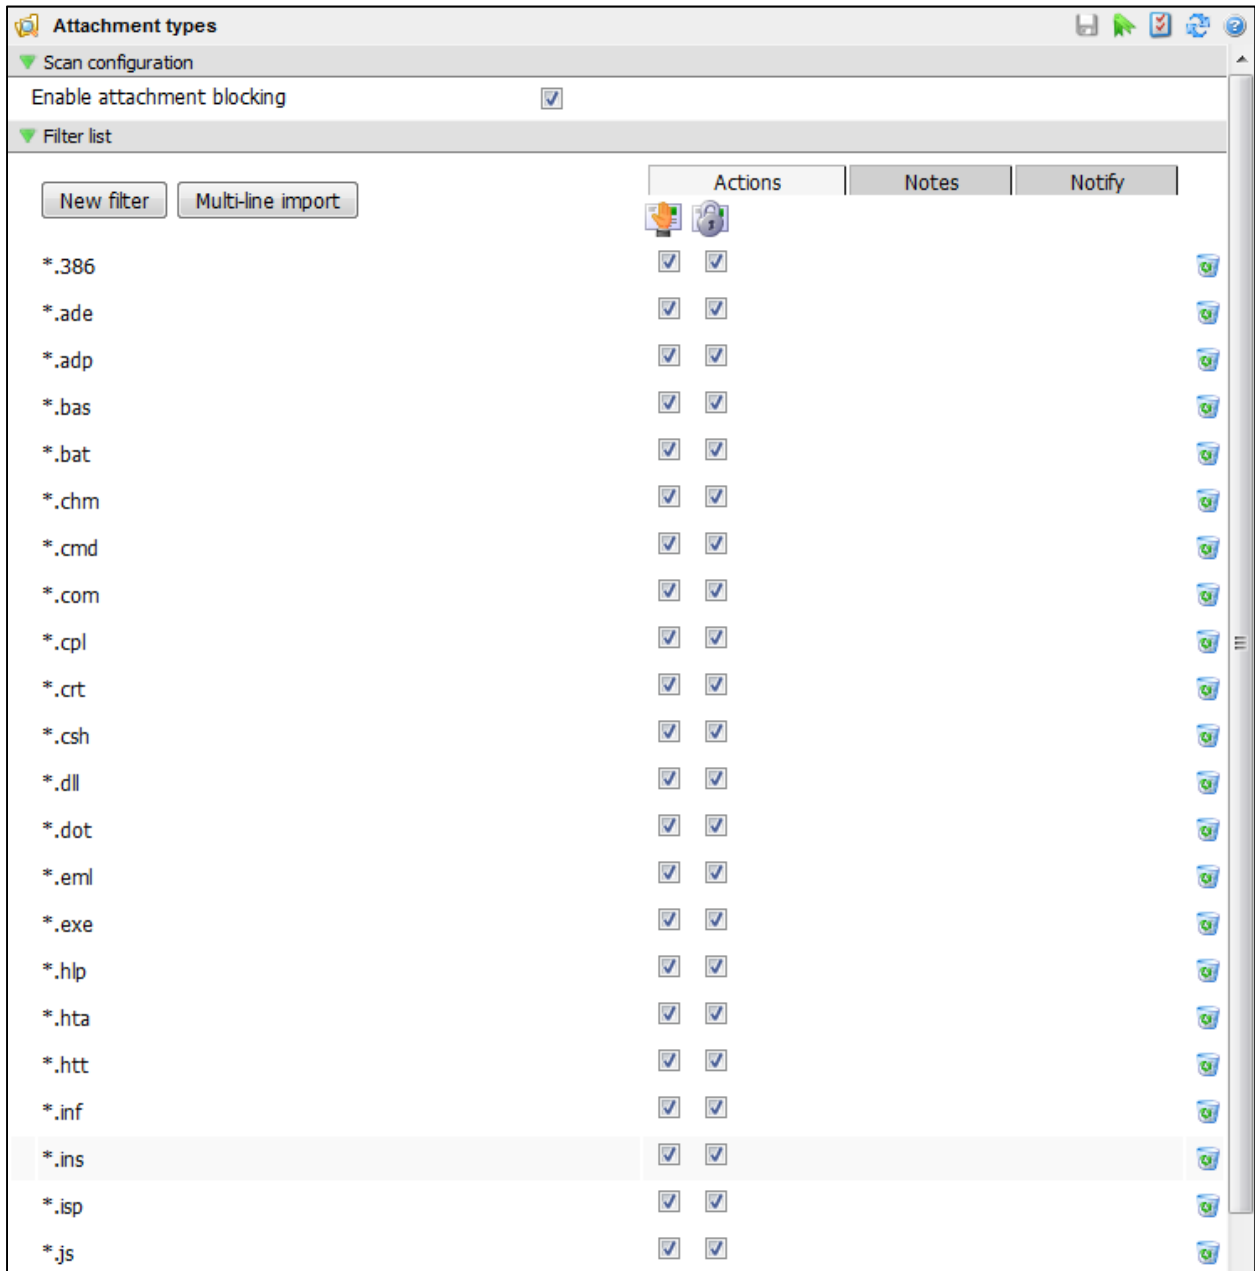 Attachment types
Scan configuration
Enable attachment blocking
Filter list
New filter Multi-line import Actions Notes Notify
*.386
*.ade
*.adp
*.bas
*.bat
*.chm
*.cmd
*.com
*.cpl
*.crt
*.csh
*.dll
*.dot
*.eml
*.exe
*.hlp
*.hta
*.htt
*.inf
*.ins
*.isp
*.js